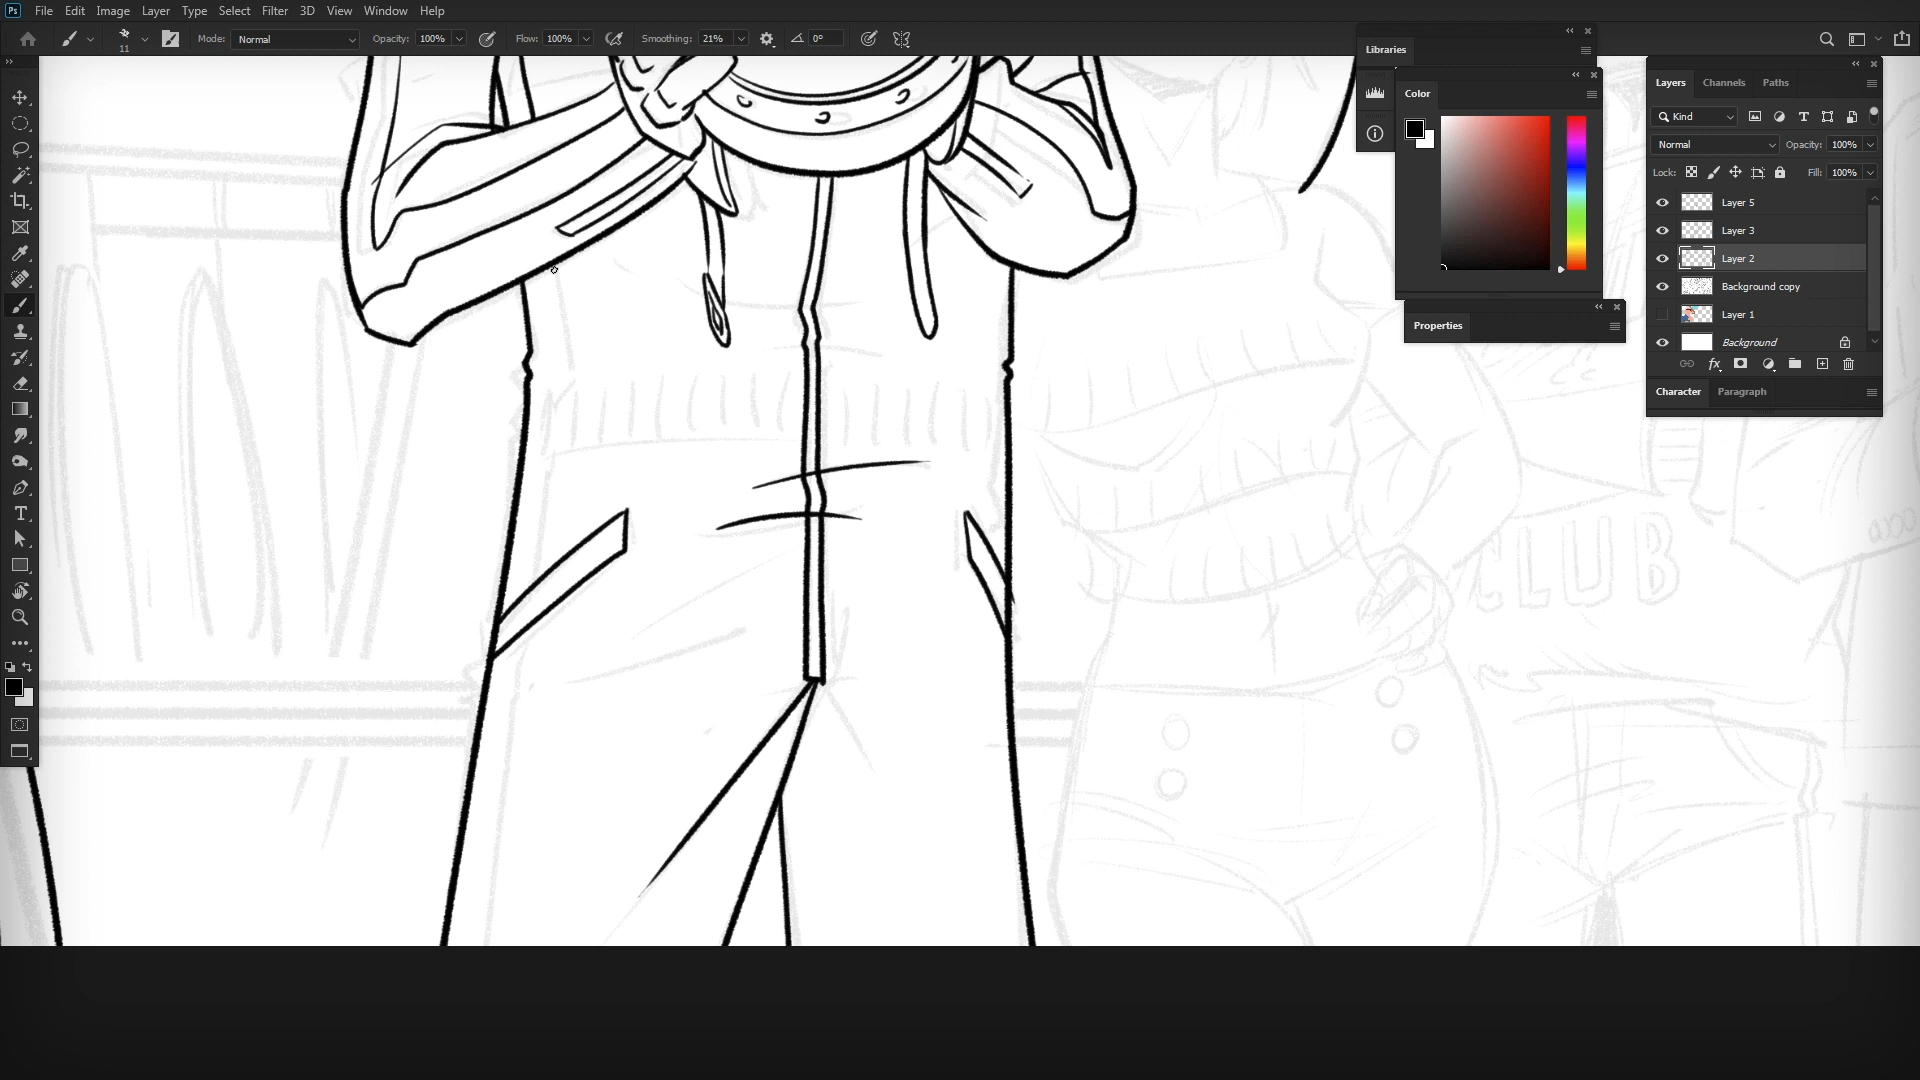 Ps File Edit Image Layer Type Select Filter 3D View Window Help
11 Mode: Normal Opacity: 100% Flow: 100% Smoothing: 21% 0°
Libraries
Color
Properties
Layers Channels Paths
Kind
Normal Opacity: 100%
Lock: Fill: 100%
Layer 5
Layer 3
Layer 2
Background copy
Layer 1
Background
fx
Character Paragraph
CLUB